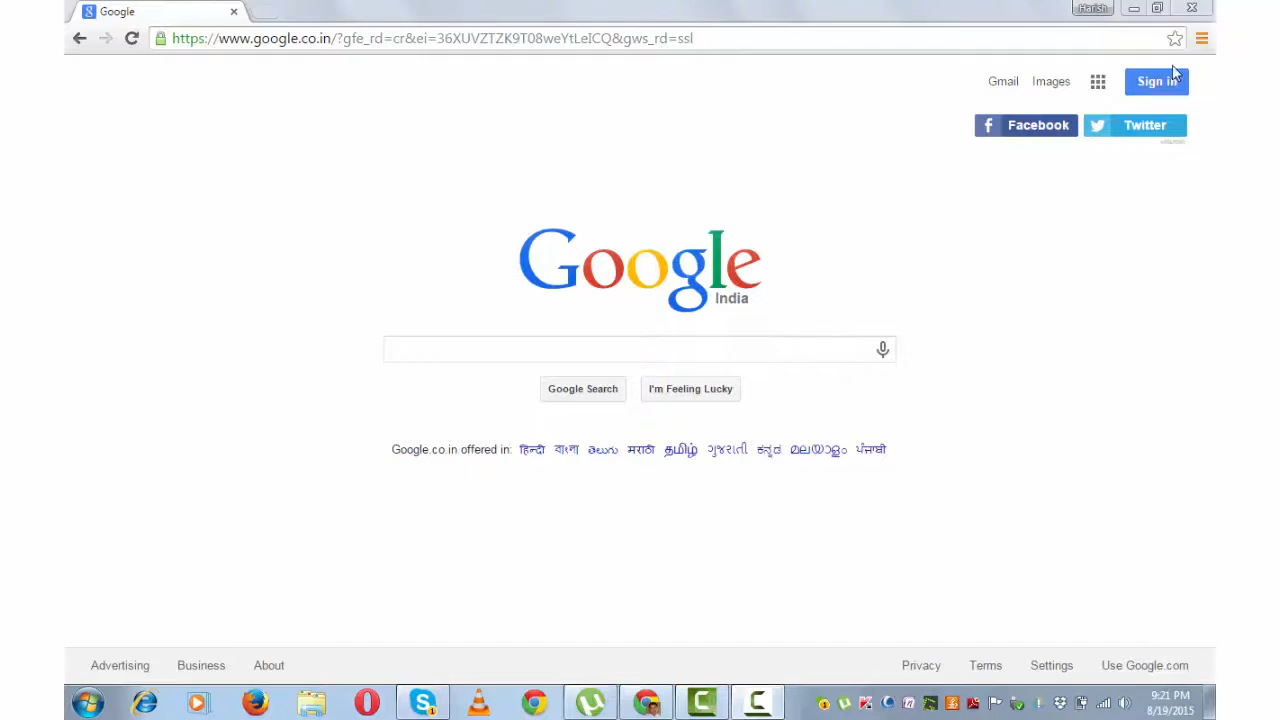 Google
Harish
https://www.google.co.in/?gfe_rd=cr&ei=36XUVZTZK9T08weYtLeICQ&gws_rd=ssl
Gmail Images Sign in
Facebook Twitter
Google
India
Google Search I'm Feeling Lucky
Google.co.in offered in: हिन्दी বাংলা తెలుగు मराठी தமிழ் ગુજરાતી ಕನ್ನಡ മലയാളം ਪੰਜਾਬੀ
Advertising Business About Privacy Terms Settings Use Google.com
9:21 PM
8/19/2015